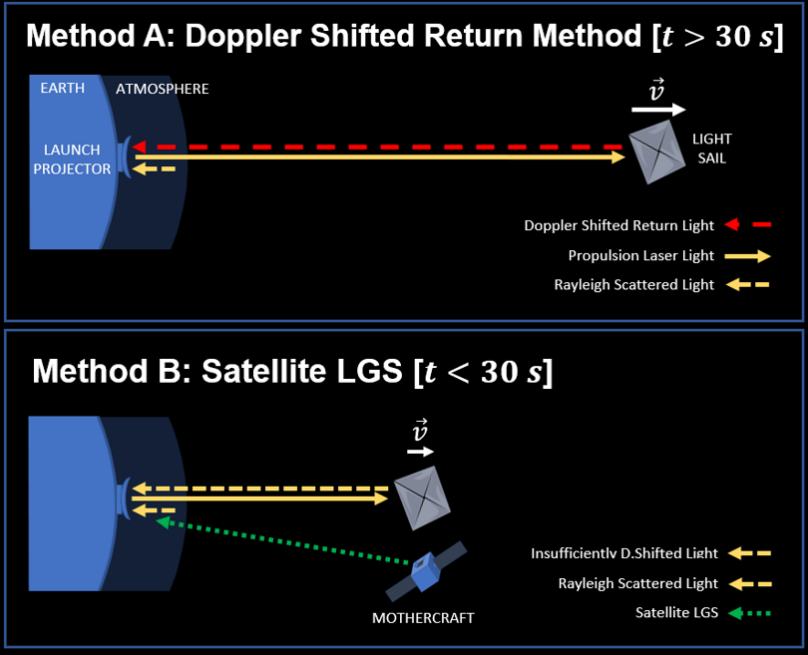 Method A: Doppler Shifted Return Method [t > 30 s]
EARTH
ATMOSPHERE
v⃗
LAUNCH
PROJECTOR
LIGHT
SAIL
Doppler Shifted Return Light
Propulsion Laser Light
Rayleigh Scattered Light
Method B: Satellite LGS [t < 30 s]
v⃗
Insufficiently D.Shifted Light
Rayleigh Scattered Light
MOTHERCRAFT
Satellite LGS